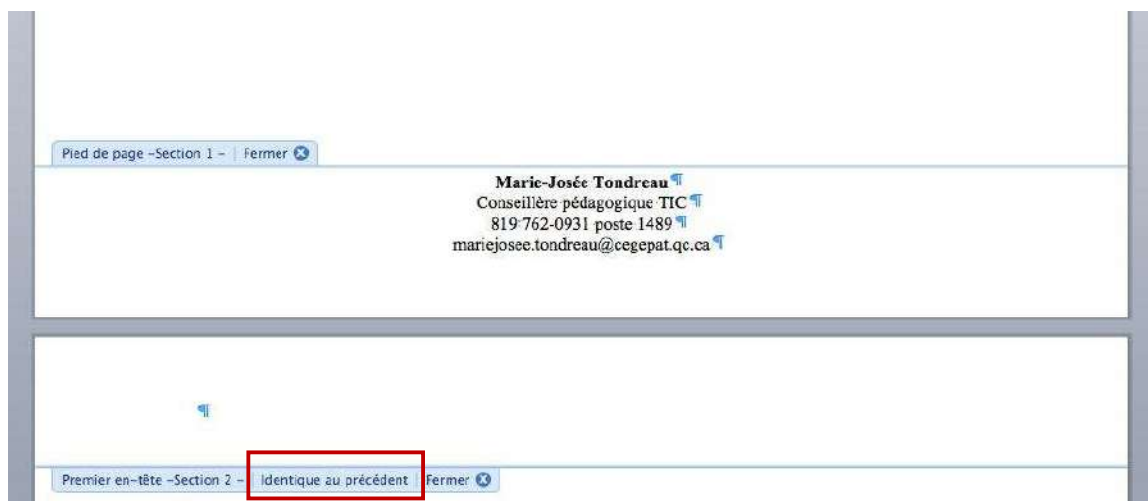 Pied de page –Section 1 – | Fermer
Marie-Josée Tondreau¶
Conseillère pédagogique TIC¶
819 762-0931 poste 1489¶
mariejosee.tondreau@cegepat.qc.ca¶
¶
Premier en-tête –Section 2 – | Identique au précédent | Fermer